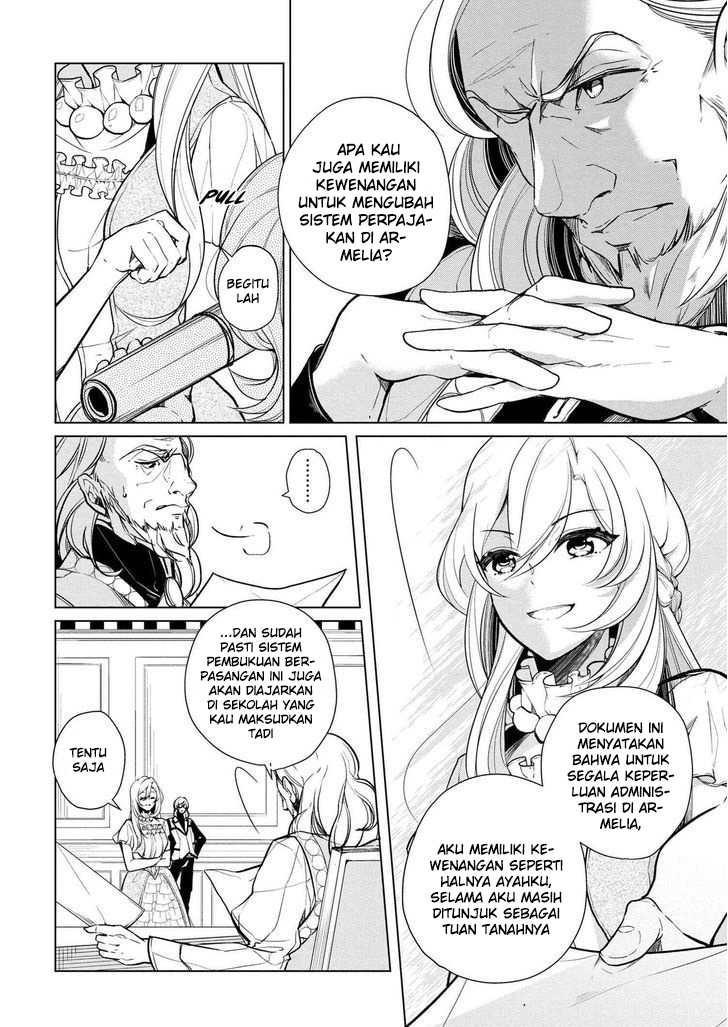 APA KAU
JUGA MEMILIKI
KEWENANGAN
UNTUK MENGUBAH
SISTEM PERPAJA-
KAN DI AR-
MELIA?
PULL
BEGITU
LAH
DOKUMEN INI
MENYATAKAN
BAHWA UNTUK
SEGALA KEPER-
LUAN ADMINIS-
TRASI DI AR-
MELIA,
AKU MEMILIKI KE-
WENANGAN SEPERTI
HALNYA AYAHKU,
SELAMA AKU MASIH
DITUNJUK SEBAGAI
TUAN TANAHNYA
........
...DAN SUDAH
PASTI SISTEM
PEMBUKUAN BER-
PASANGAN INI JUGA
AKAN DIAJARKAN
DI SEKOLAH YANG
KAU MAKSUDKAN
TADI
TENTU
SAJA